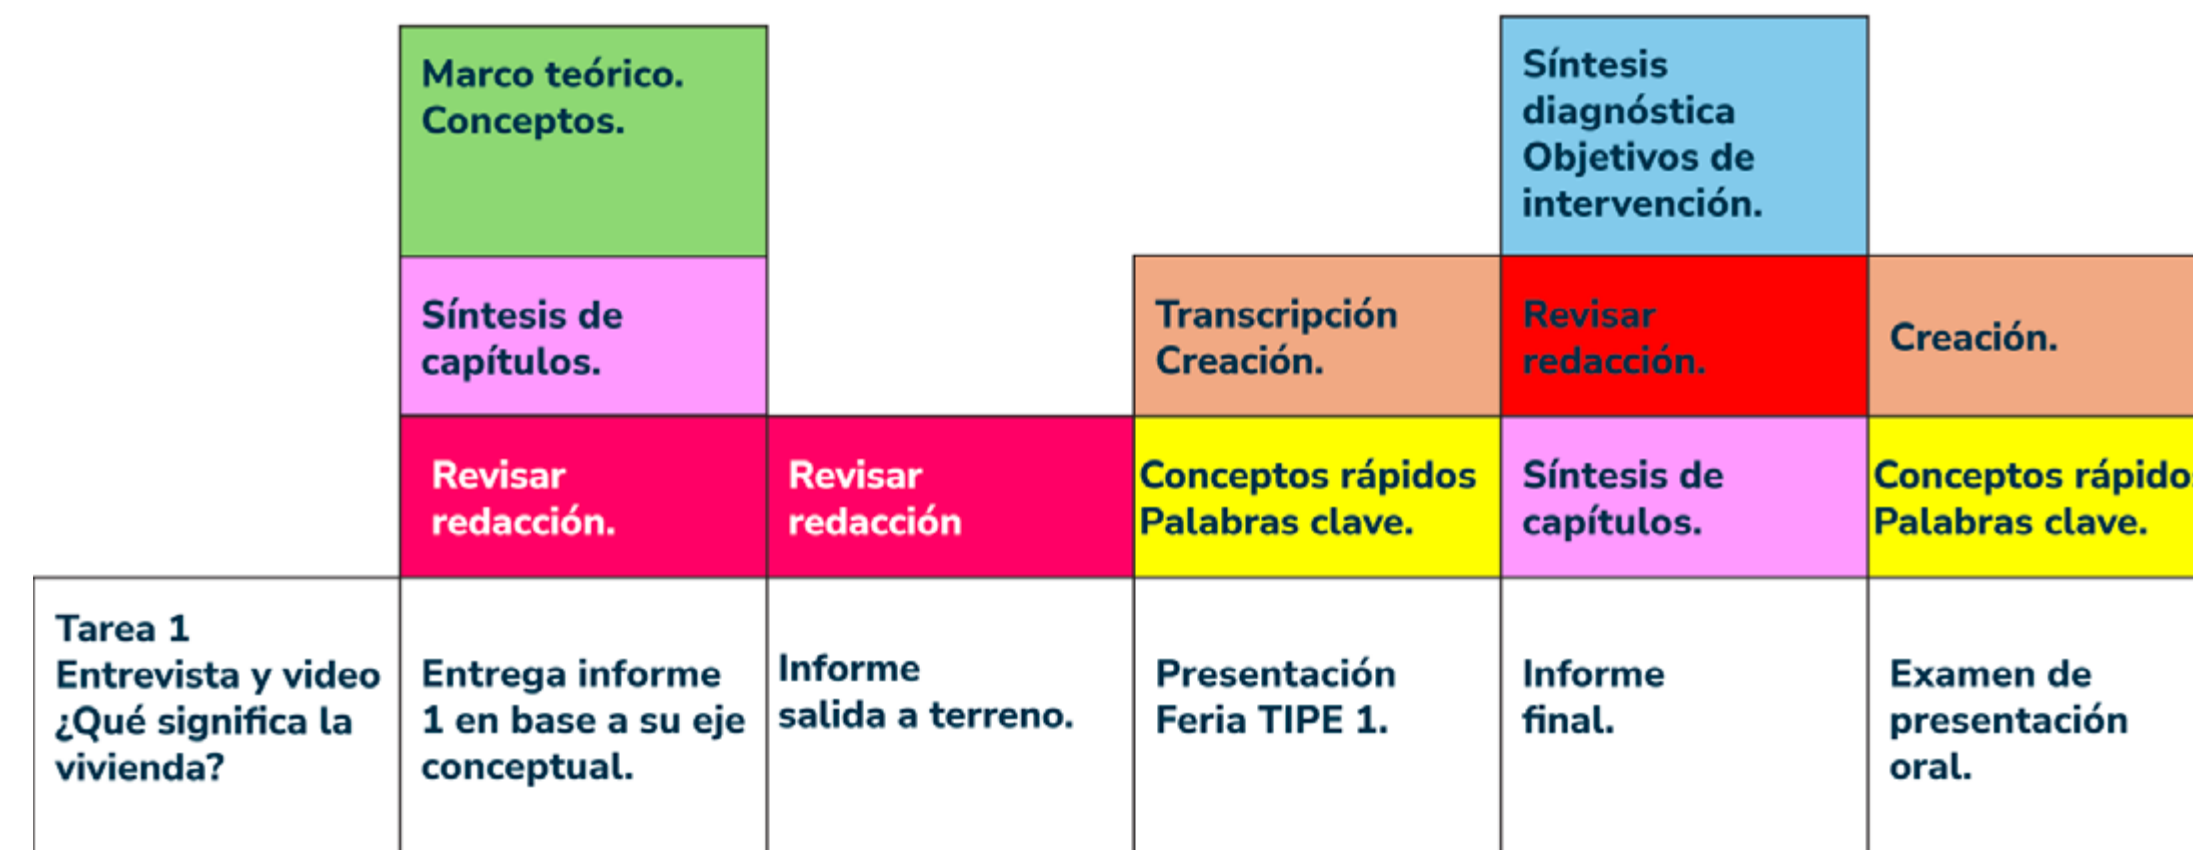 Marco teórico.
Conceptos.
Síntesis
diagnóstica
Objetivos de
intervención.
Síntesis de
capítulos.
Transcripción
Creación.
Revisar
redacción.
Creación.
Revisar
redacción.
Revisar
redacción
Conceptos rápidos
Palabras clave.
Síntesis de
capítulos.
Conceptos rápidos
Palabras clave.
Tarea 1
Entrevista y video
¿Qué significa la
vivienda?
Entrega informe
1 en base a su eje
conceptual.
Informe
salida a terreno.
Presentación
Feria TIPE 1.
Informe
final.
Examen de
presentación
oral.